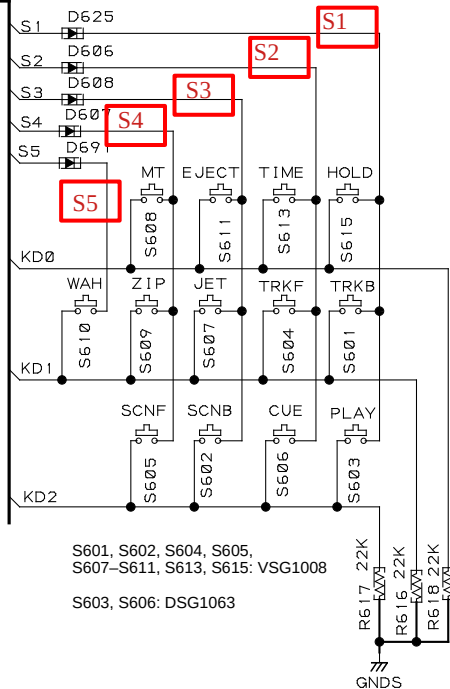 D625
S1
S1
D606
S2
S2
D608
S3
S3
D607
S4
S4
D69
S5
S5
MT EJECT TIME HOLD
S608 S611 S613 S615
KD0
WAH ZIP JET TRKF TRKB
S610 S609 S607 S604 S601
KD1
SCNF SCNB CUE PLAY
S605 S602 S606 S603
KD2
S601, S602, S604, S605,
S607–S611, S613, S615: VSG1008
S603, S606: DSG1063
R617 22K
R616 22K
R618 22K
GNDS